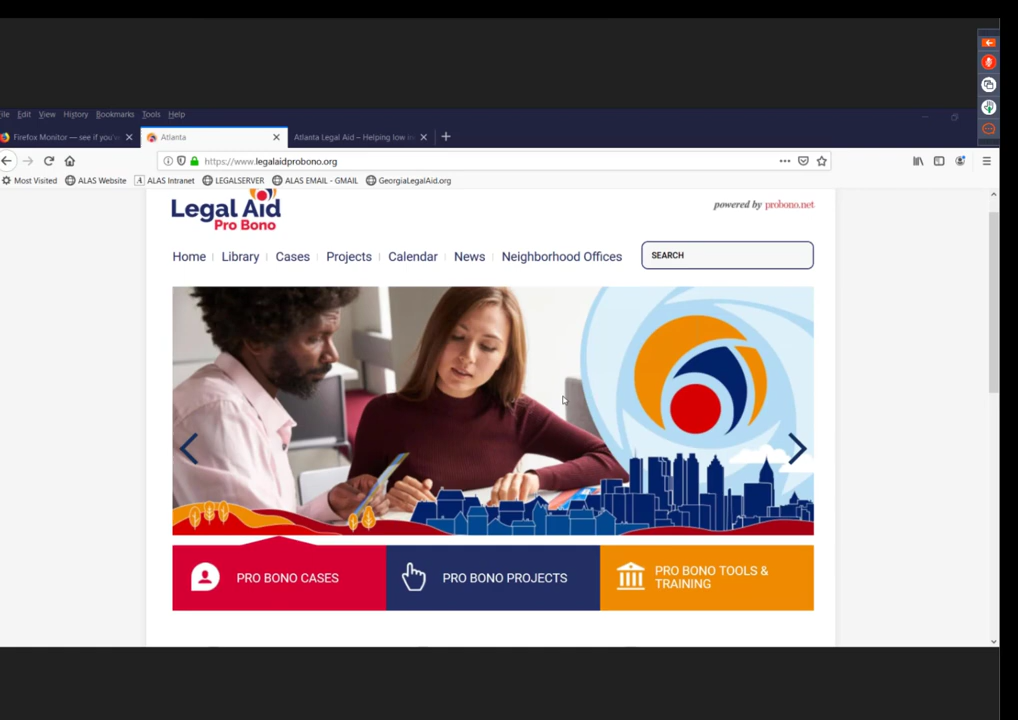 File Edit View History Bookmarks Tools Help
Firefox Monitor — see if you'v
Atlanta
Atlanta Legal Aid – Helping low in
https://www.legalaidprobono.org
Most Visited ALAS Website ALAS Intranet LEGALSERVER ALAS EMAIL - GMAIL GeorgiaLegalAid.org
Legal Aid
Pro Bono
powered by probono.net
Home Library Cases Projects Calendar News Neighborhood Offices
SEARCH
PRO BONO CASES
PRO BONO PROJECTS
PRO BONO TOOLS &
TRAINING